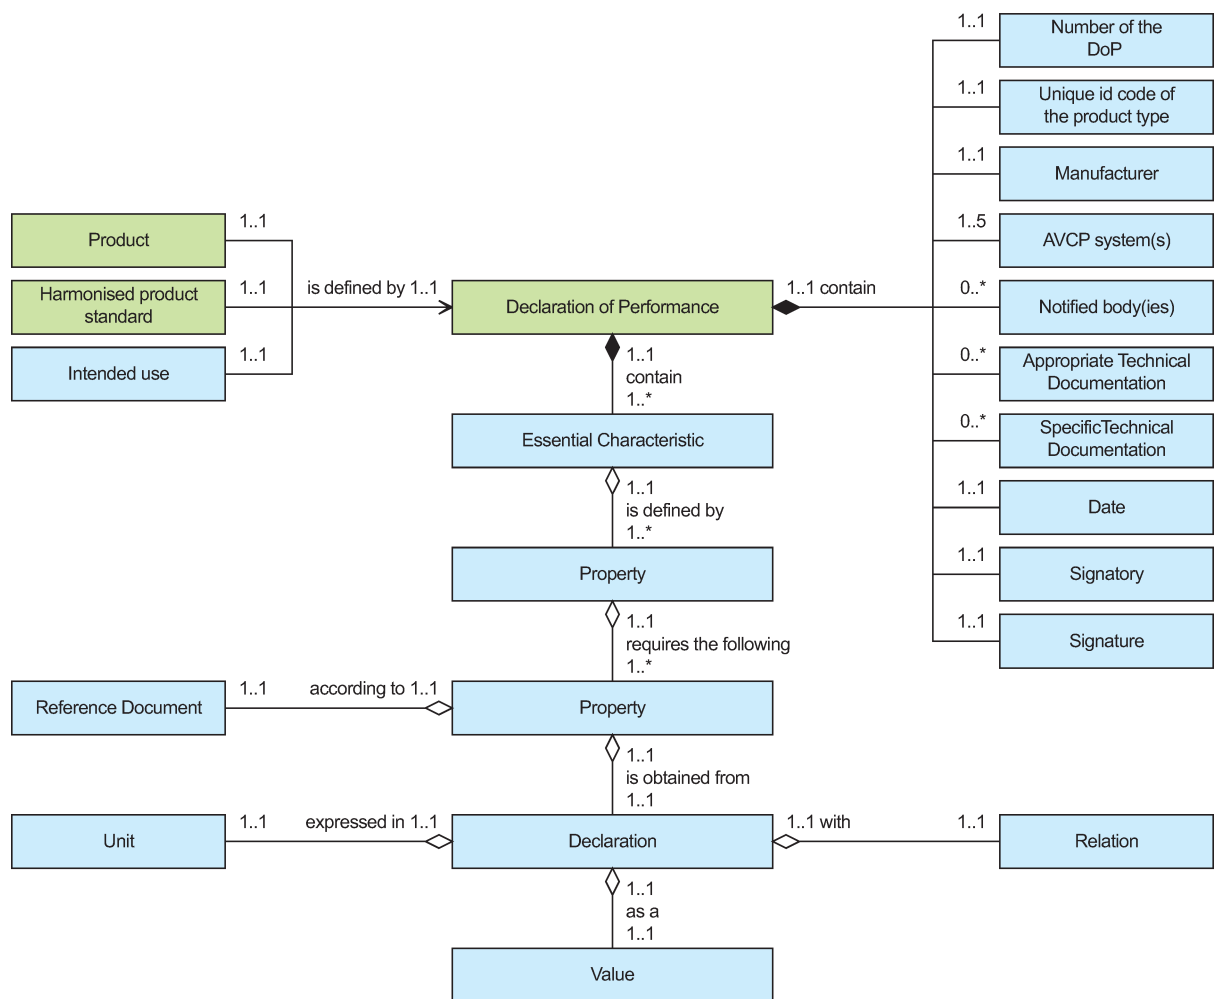 1..1
Number of the
DoP
1..1
Unique id code of
the product type
1..1
Manufacturer
Product
1..1
1..5
AVCP system(s)
Harmonised product
standard
1..1
is defined by 1..1
Declaration of Performance
1..1 contain
0..*
Notified body(ies)
Intended use
1..1
1..1
contain
1..*
0..*
Appropriate Technical
Documentation
Essential Characteristic
0..*
SpecificTechnical
Documentation
1..1
is defined by
1..*
1..1
Date
Property
1..1
Signatory
1..1
requires the following
1..*
1..1
Signature
Reference Document
1..1
according to 1..1
Property
1..1
is obtained from
1..1
Unit
1..1
expressed in 1..1
Declaration
1..1 with
1..1
Relation
1..1
as a
1..1
Value